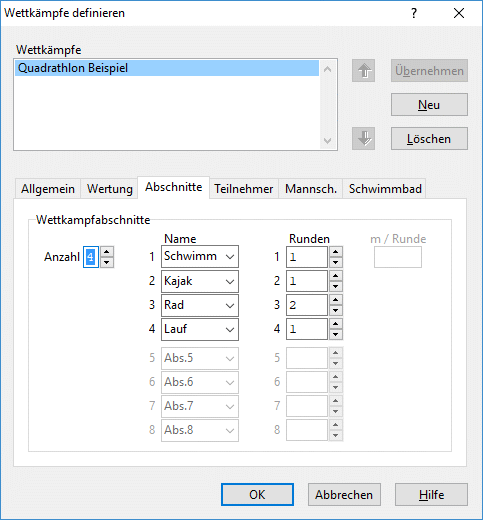 Wettkämpfe definieren
Wettkämpfe
Quadrathlon Beispiel
Übernehmen
Neu
Löschen
Allgemein Wertung Abschnitte Teilnehmer Mannsch. Schwimmbad
Wettkampfabschnitte
Name Runden m / Runde
Anzahl 4 1 Schwimm 1 1
2 Kajak 2 1
3 Rad 3 2
4 Lauf 4 1
5 Abs.5 5
6 Abs.6 6
7 Abs.7 7
8 Abs.8 8
OK Abbrechen Hilfe